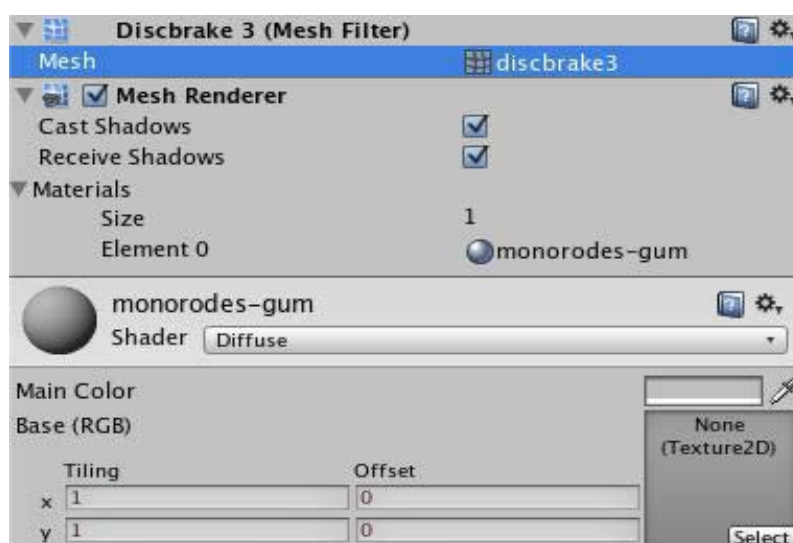 Discbrake 3 (Mesh Filter)
Mesh discbrake3
Mesh Renderer
Cast Shadows
Receive Shadows
Materials
Size 1
Element 0 monorodes-gum
monorodes-gum
Shader Diffuse
Main Color
Base (RGB) None
(Texture2D)
Tiling Offset
x 1 0
y 1 0
Select